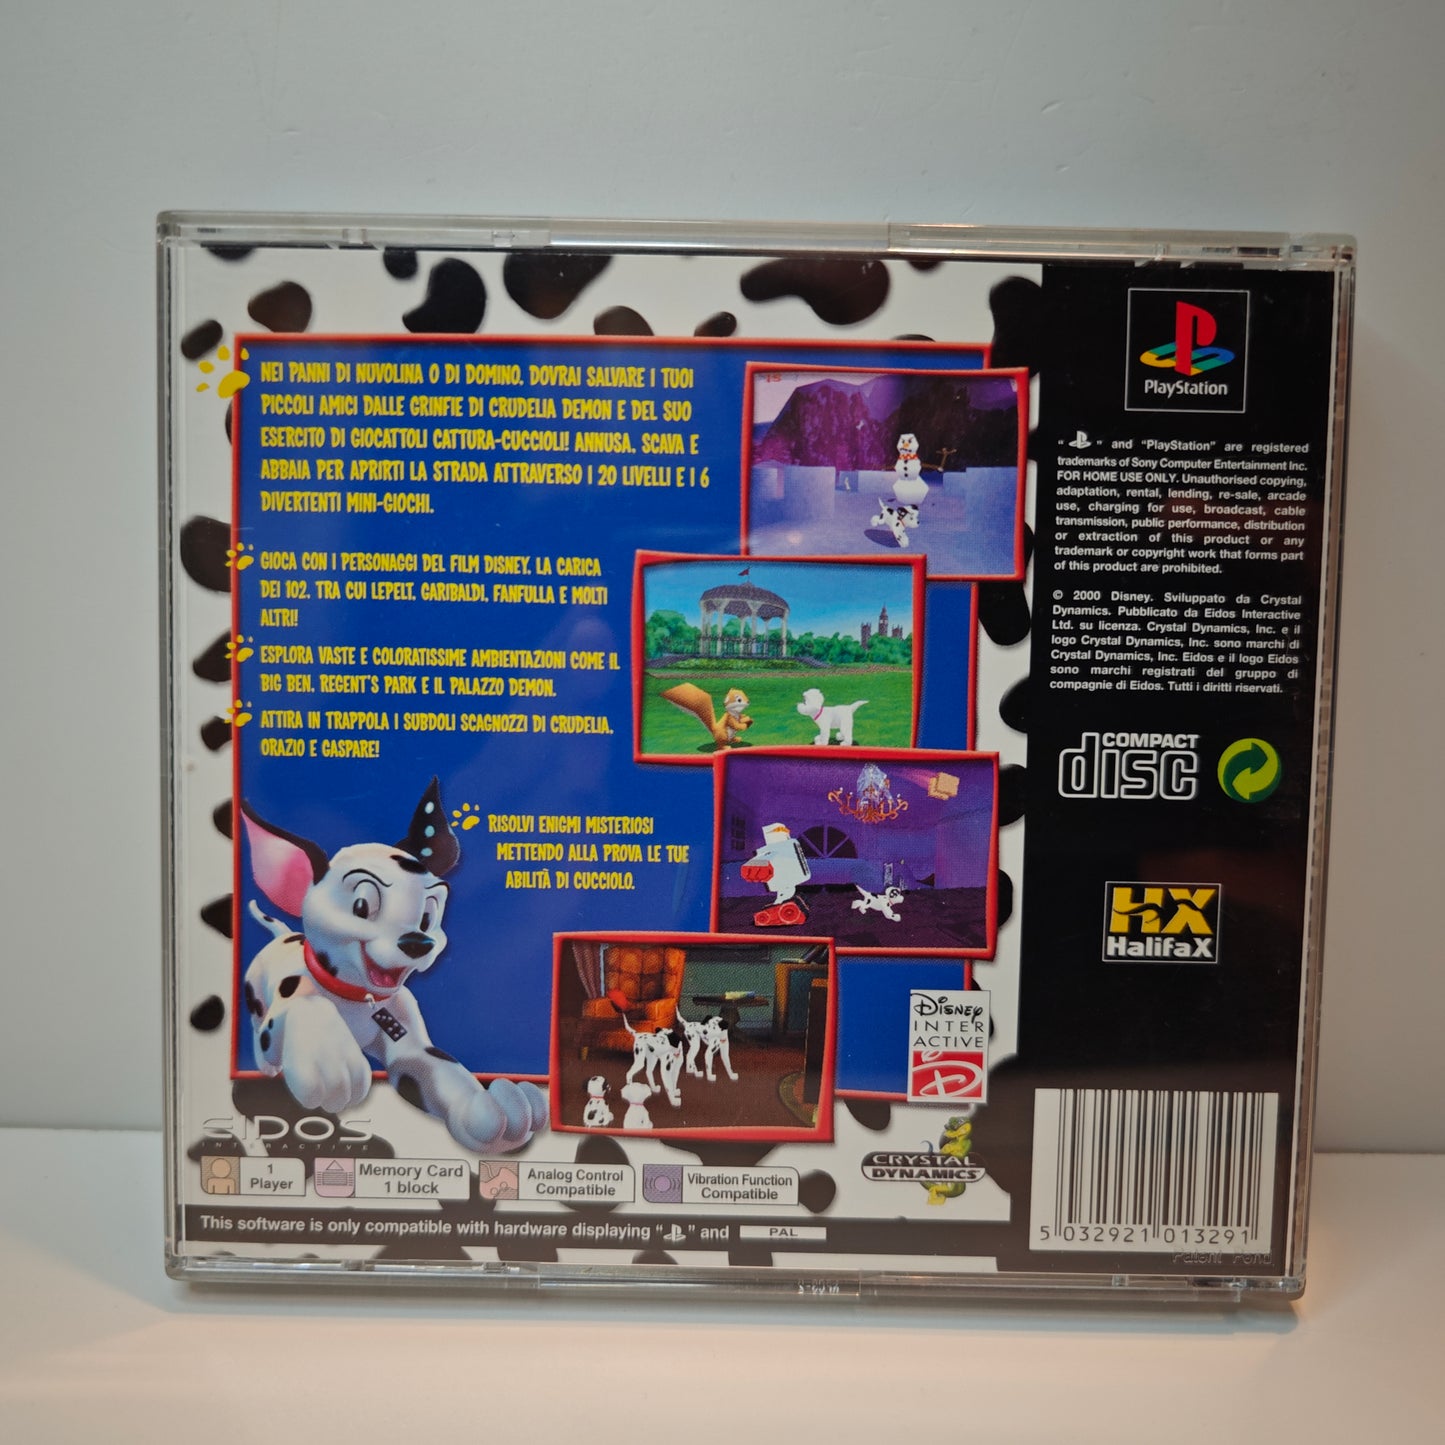 NEI PANNI DI NUVOLINA O DI DOMINO, DOVRAI SALVARE I TUOI
PICCOLI AMICI DALLE GRINFIE DI CRUDELIA DEMON E DEL SUO
ESERCITO DI GIOCATTOLI CATTURA-CUCCIOLI! ANNUSA, SCAVA E
ABBAIA PER APRIRTI LA STRADA ATTRAVERSO I 20 LIVELLI E I 6
DIVERTENTI MINI-GIOCHI.
GIOCA CON I PERSONAGGI DEL FILM DISNEY, LA CARICA
DEI 102, TRA CUI LEPELT, GARIBALDI, FANFULLA E MOLTI
ALTRI!
ESPLORA VASTE E COLORATISSIME AMBIENTAZIONI COME IL
BIG BEN, REGENT'S PARK E IL PALAZZO DEMON.
ATTIRA IN TRAPPOLA I SUBDOLI SCAGNOZZI DI CRUDELIA,
ORAZIO E GASPARE!
RISOLVI ENIGMI MISTERIOSI
METTENDO ALLA PROVA LE TUE
ABILITÀ DI CUCCIOLO.
PlayStation
" " and "PlayStation" are registered
trademarks of Sony Computer Entertainment Inc.
FOR HOME USE ONLY. Unauthorised copying,
adaptation, rental, lending, re-sale, arcade
use, charging for use, broadcast, cable
transmission, public performance, distribution
or extraction of this product or any
trademark or copyright work that forms part
of this product are prohibited.
© 2000 Disney. Sviluppato da Crystal
Dynamics. Pubblicato da Eidos Interactive
Ltd. su licenza. Crystal Dynamics, Inc. e il
logo Crystal Dynamics, Inc. sono marchi di
Crystal Dynamics, Inc. Eidos e il logo Eidos
sono marchi registrati del gruppo di
compagnie di Eidos. Tutti i diritti riservati.
COMPACT
disc
HX
HalifaX
DISNEY
INTER
ACTIVE
EIDOS
INTERACTIVE
CRYSTAL
DYNAMICS
1
Player
Memory Card
1 block
Analog Control
Compatible
Vibration Function
Compatible
This software is only compatible with hardware displaying " " and PAL
5 032921 013291
Patent Pend